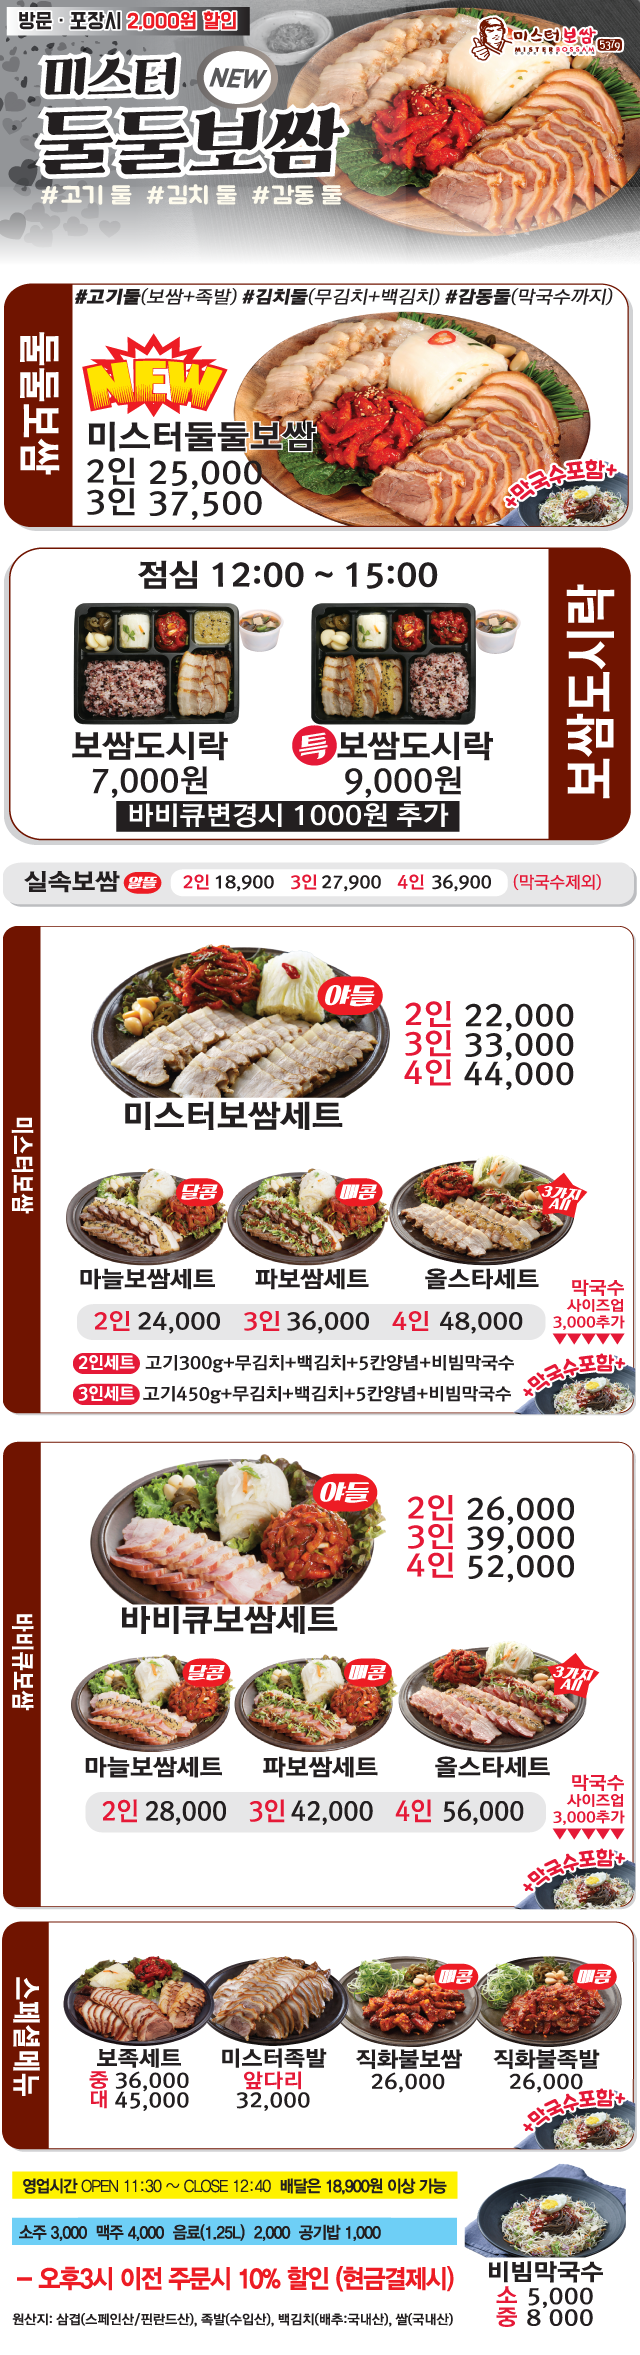 방문·포장시 2.000원 할인
미스터보쌈
MISTERBOSSAM
5379
미스터
NEW
둘둘보쌈
#고기 둘 #김치 둘 #감동 둘
#고기둘(보쌈+족발) #김치둘(무김치+백김치) #감동둘(막국수까지)
둘둘보쌈
NEW
미스터둘둘보쌈
2인 25,000
3인 37,500
+막국수포함+
점심 12:00 ~ 15:00
보쌈도시락
보쌈도시락
7,000원
특 보쌈도시락
9,000원
바비큐변경시 1000원 추가
실속보쌈 알뜰 2인 18,900 3인 27,900 4인 36,900 (막국수제외)
미스터보쌈
야들
2인 22,000
3인 33,000
4인 44,000
미스터보쌈세트
달콤
매콤
3가지
All
마늘보쌈세트 파보쌈세트 올스타세트
2인 24,000 3인 36,000 4인 48,000
막국수
사이즈업
3,000추가
2인세트 고기300g+무김치+백김치+5칸양념+비빔막국수
3인세트 고기450g+무김치+백김치+5칸양념+비빔막국수
+막국수포함+
바비큐보쌈
야들
2인 26,000
3인 39,000
4인 52,000
바비큐보쌈세트
달콤
매콤
3가지
All
마늘보쌈세트 파보쌈세트 올스타세트
2인 28,000 3인 42,000 4인 56,000
막국수
사이즈업
3,000추가
+막국수포함+
스페셜메뉴
매콤
매콤
보족세트 미스터족발 직화불보쌈 직화불족발
중 36,000 앞다리 26,000 26,000
대 45,000 32,000
+막국수포함+
영업시간 OPEN 11:30 ~ CLOSE 12:40 배달은 18,900원 이상 가능
소주 3,000 맥주 4,000 음료(1.25L) 2,000 공기밥 1,000
– 오후3시 이전 주문시 10% 할인 (현금결제시)
원산지: 삼겹(스페인산/핀란드산), 족발(수입산), 백김치(배추:국내산), 쌀(국내산)
비빔막국수
소 5,000
중 8 000